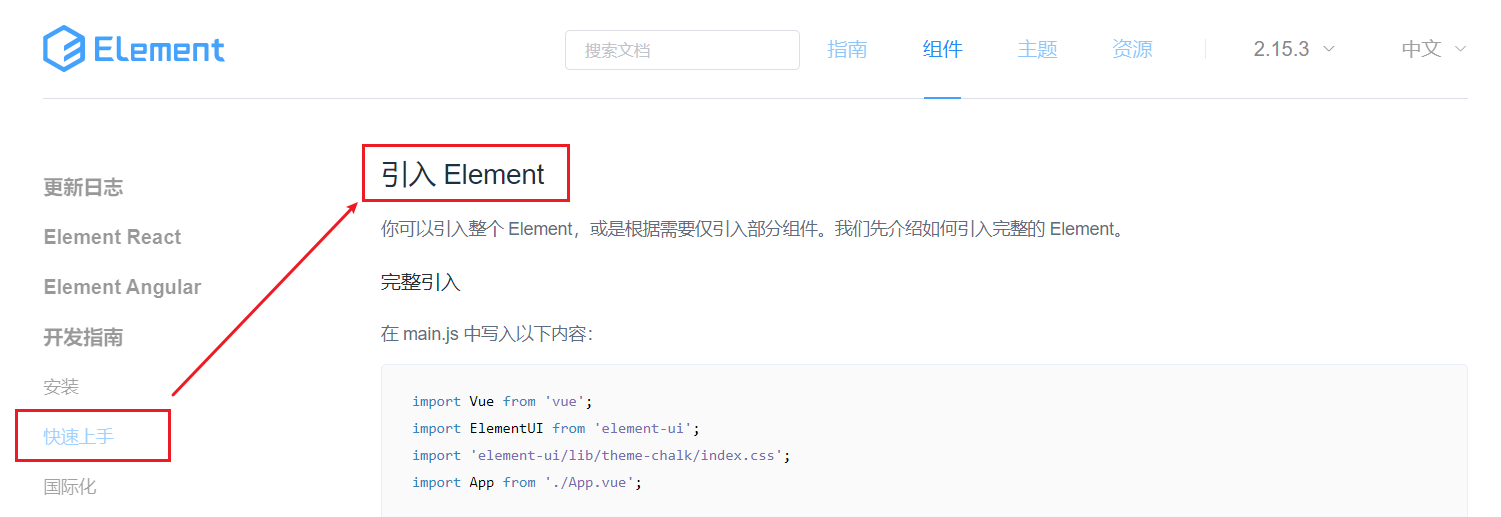 Element
搜索文档
指南
组件
主题
资源
2.15.3
中文
更新日志
Element React
Element Angular
开发指南
安装
快速上手
国际化
引入 Element
你可以引入整个 Element，或是根据需要仅引入部分组件。我们先介绍如何引入完整的 Element。
完整引入
在 main.js 中写入以下内容：
import Vue from 'vue';
import ElementUI from 'element-ui';
import 'element-ui/lib/theme-chalk/index.css';
import App from './App.vue';